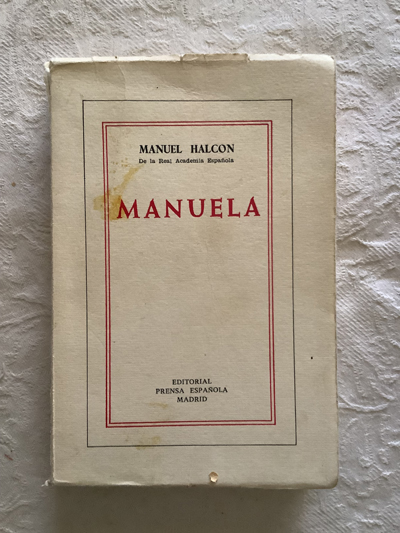 MANUEL HALCON
De la Real Academia Española
MANUELA
EDITORIAL
PRENSA ESPAÑOLA
MADRID